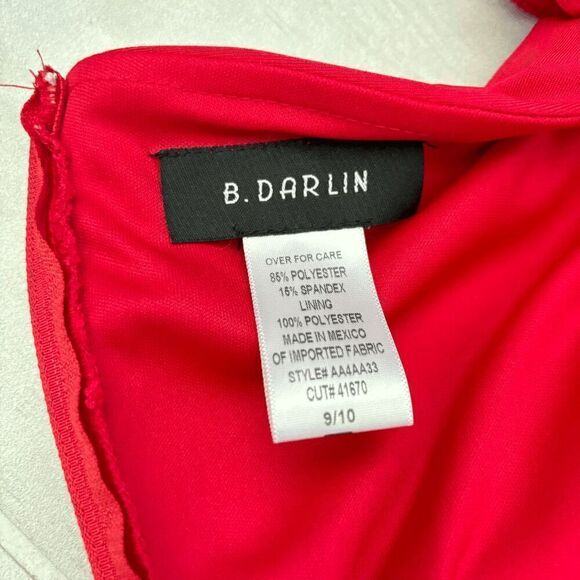 B. DARLIN
OVER FOR CARE
85% POLYESTER
15% SPANDEX
LINING
100% POLYESTER
MADE IN MEXICO
OF IMPORTED FABRIC
STYLE# AA4AA33
CUT# 41670
9/10